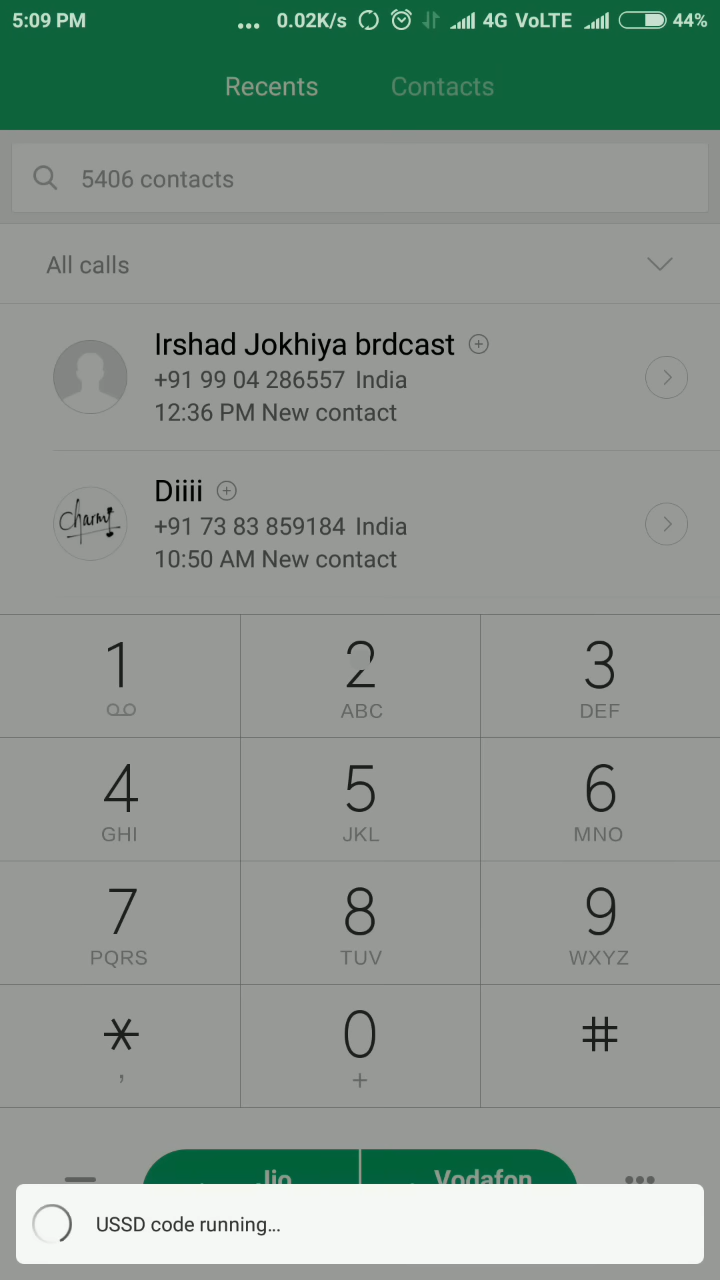 5:09 PM ... 0.02K/s 4G VoLTE 44%
Recents Contacts
5406 contacts
All calls
Irshad Jokhiya brdcast
+91 99 04 286557 India
12:36 PM New contact
Charmi
Diiii
+91 73 83 859184 India
10:50 AM New contact
1 2 3
ABC DEF
4 5 6
GHI JKL MNO
7 8 9
PQRS TUV WXYZ
* 0 #
, +
Jio Vodafon
USSD code running...